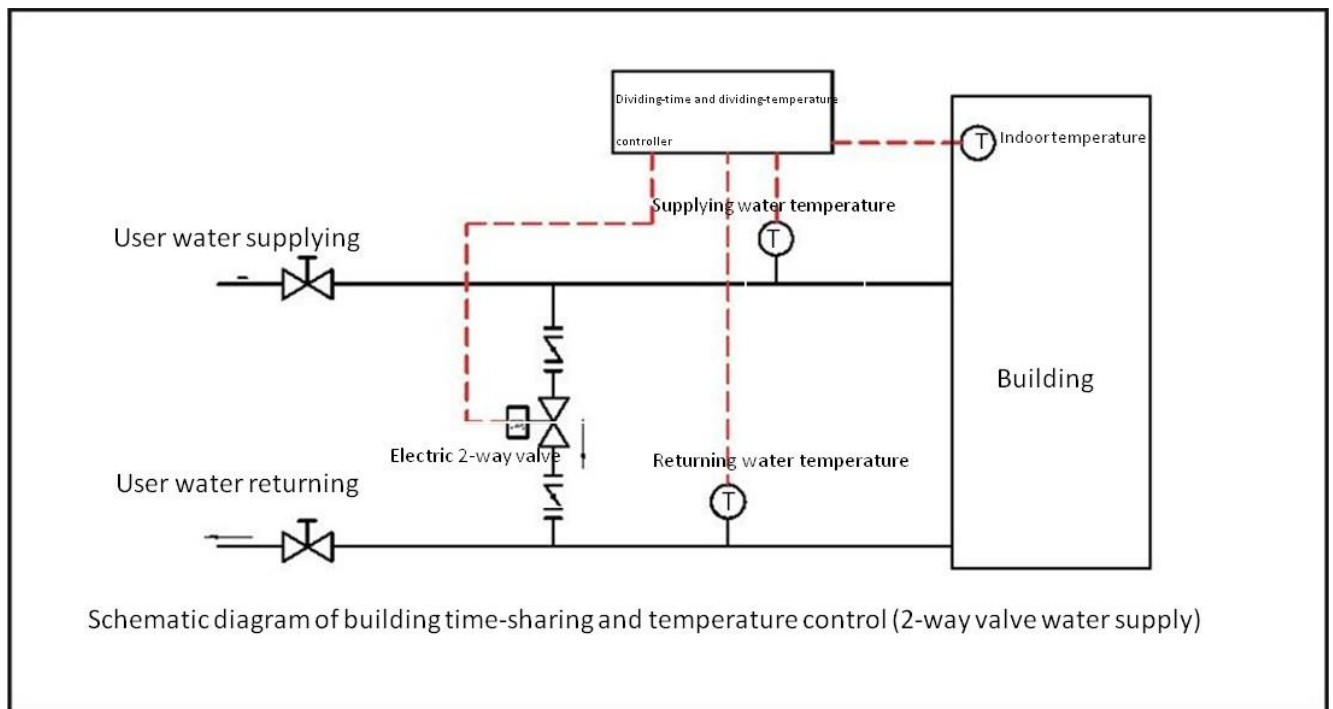 Dividing-time and dividing-temperature
controller
T
Indoor temperature
Supplying water temperature
T
User water supplying
Building
Electric 2-way valve
Returning water temperature
User water returning
T
Schematic diagram of building time-sharing and temperature control (2-way valve water supply)